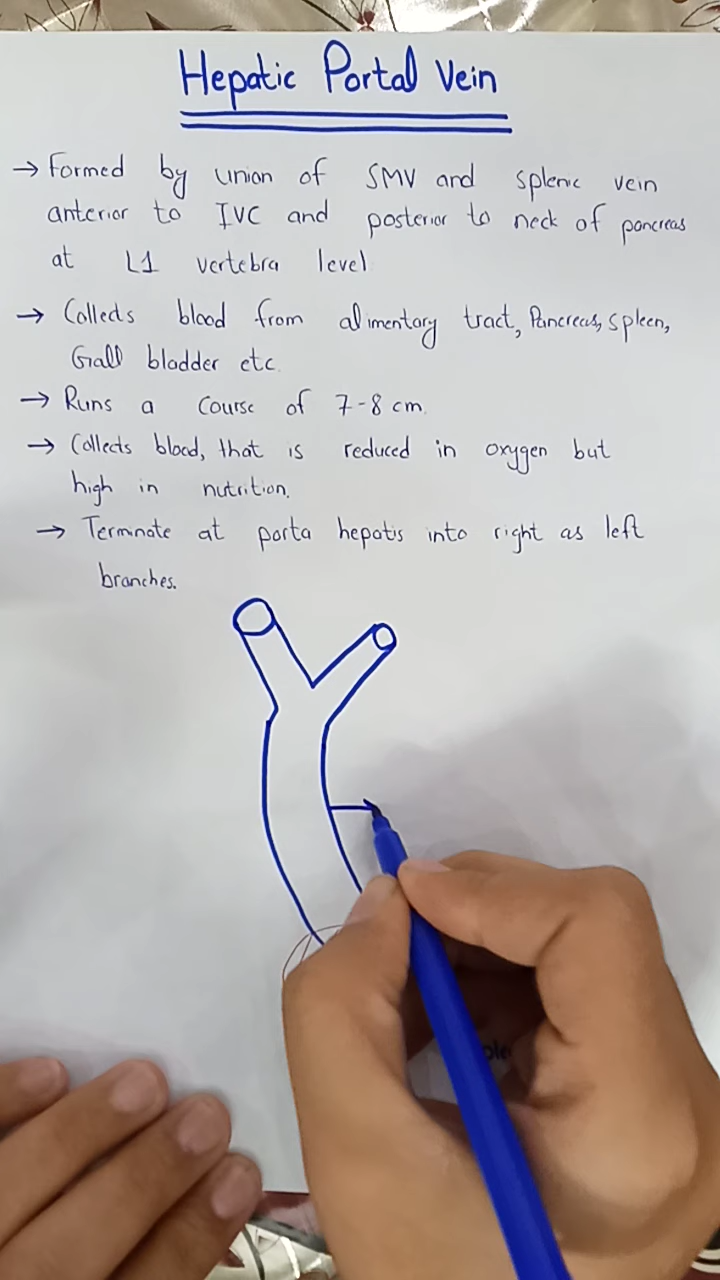 Hepatic Portal Vein
→ Formed by union of SMV and splenic vein
anterior to IVC and posterior to neck of pancreas
at L1 vertebra level
→ Collects blood from alimentary tract, Pancreas, Spleen,
Gall bladder etc.
→ Runs a course of 7-8 cm.
→ Collects blood, that is reduced in oxygen but
high in nutrition.
→ Terminate at porta hepatis into right as left
branches.